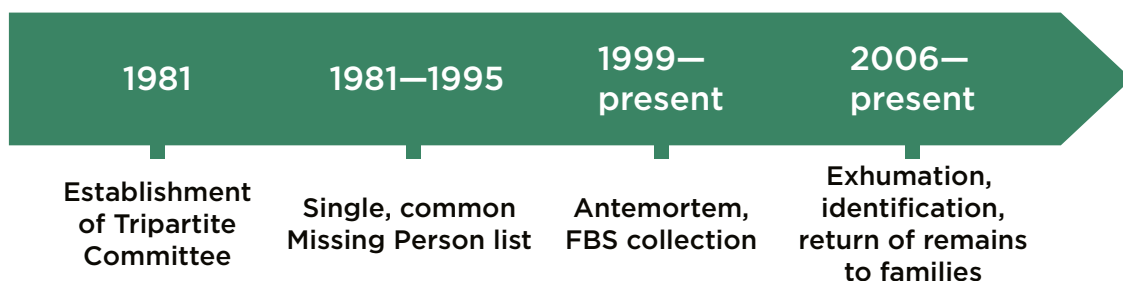 1981
Establishment
of Tripartite
Committee
1981—1995
Single, common
Missing Person list
1999—
present
Antemortem,
FBS collection
2006—
present
Exhumation,
identification,
return of remains
to families